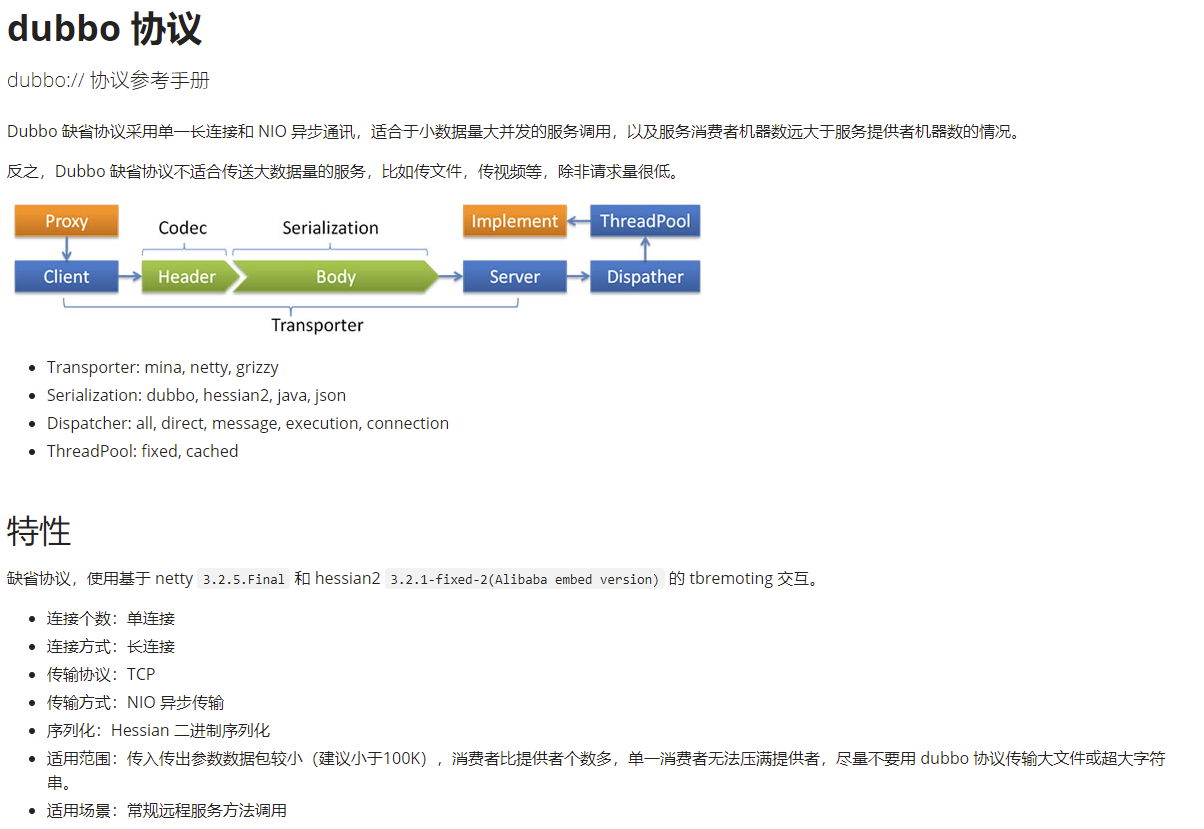 dubbo 协议
dubbo:// 协议参考手册
Dubbo 缺省协议采用单一长连接和 NIO 异步通讯，适合于小数据量大并发的服务调用，以及服务消费者机器数远大于服务提供者机器数的情况。
反之，Dubbo 缺省协议不适合传送大数据量的服务，比如传文件，传视频等，除非请求量很低。
Proxy
Codec
Serialization
Implement
ThreadPool
Client
Header
Body
Server
Dispather
Transporter
• Transporter: mina, netty, grizzy
• Serialization: dubbo, hessian2, java, json
• Dispatcher: all, direct, message, execution, connection
• ThreadPool: fixed, cached
特性
缺省协议，使用基于 netty 3.2.5.Final 和 hessian2 3.2.1-fixed-2(Alibaba embed version) 的 tbremoting 交互。
• 连接个数：单连接
• 连接方式：长连接
• 传输协议：TCP
• 传输方式：NIO 异步传输
• 序列化：Hessian 二进制序列化
• 适用范围：传入传出参数数据包较小（建议小于100K），消费者比提供者个数多，单一消费者无法压满提供者，尽量不要用 dubbo 协议传输大文件或超大字符
串。
• 适用场景：常规远程服务方法调用